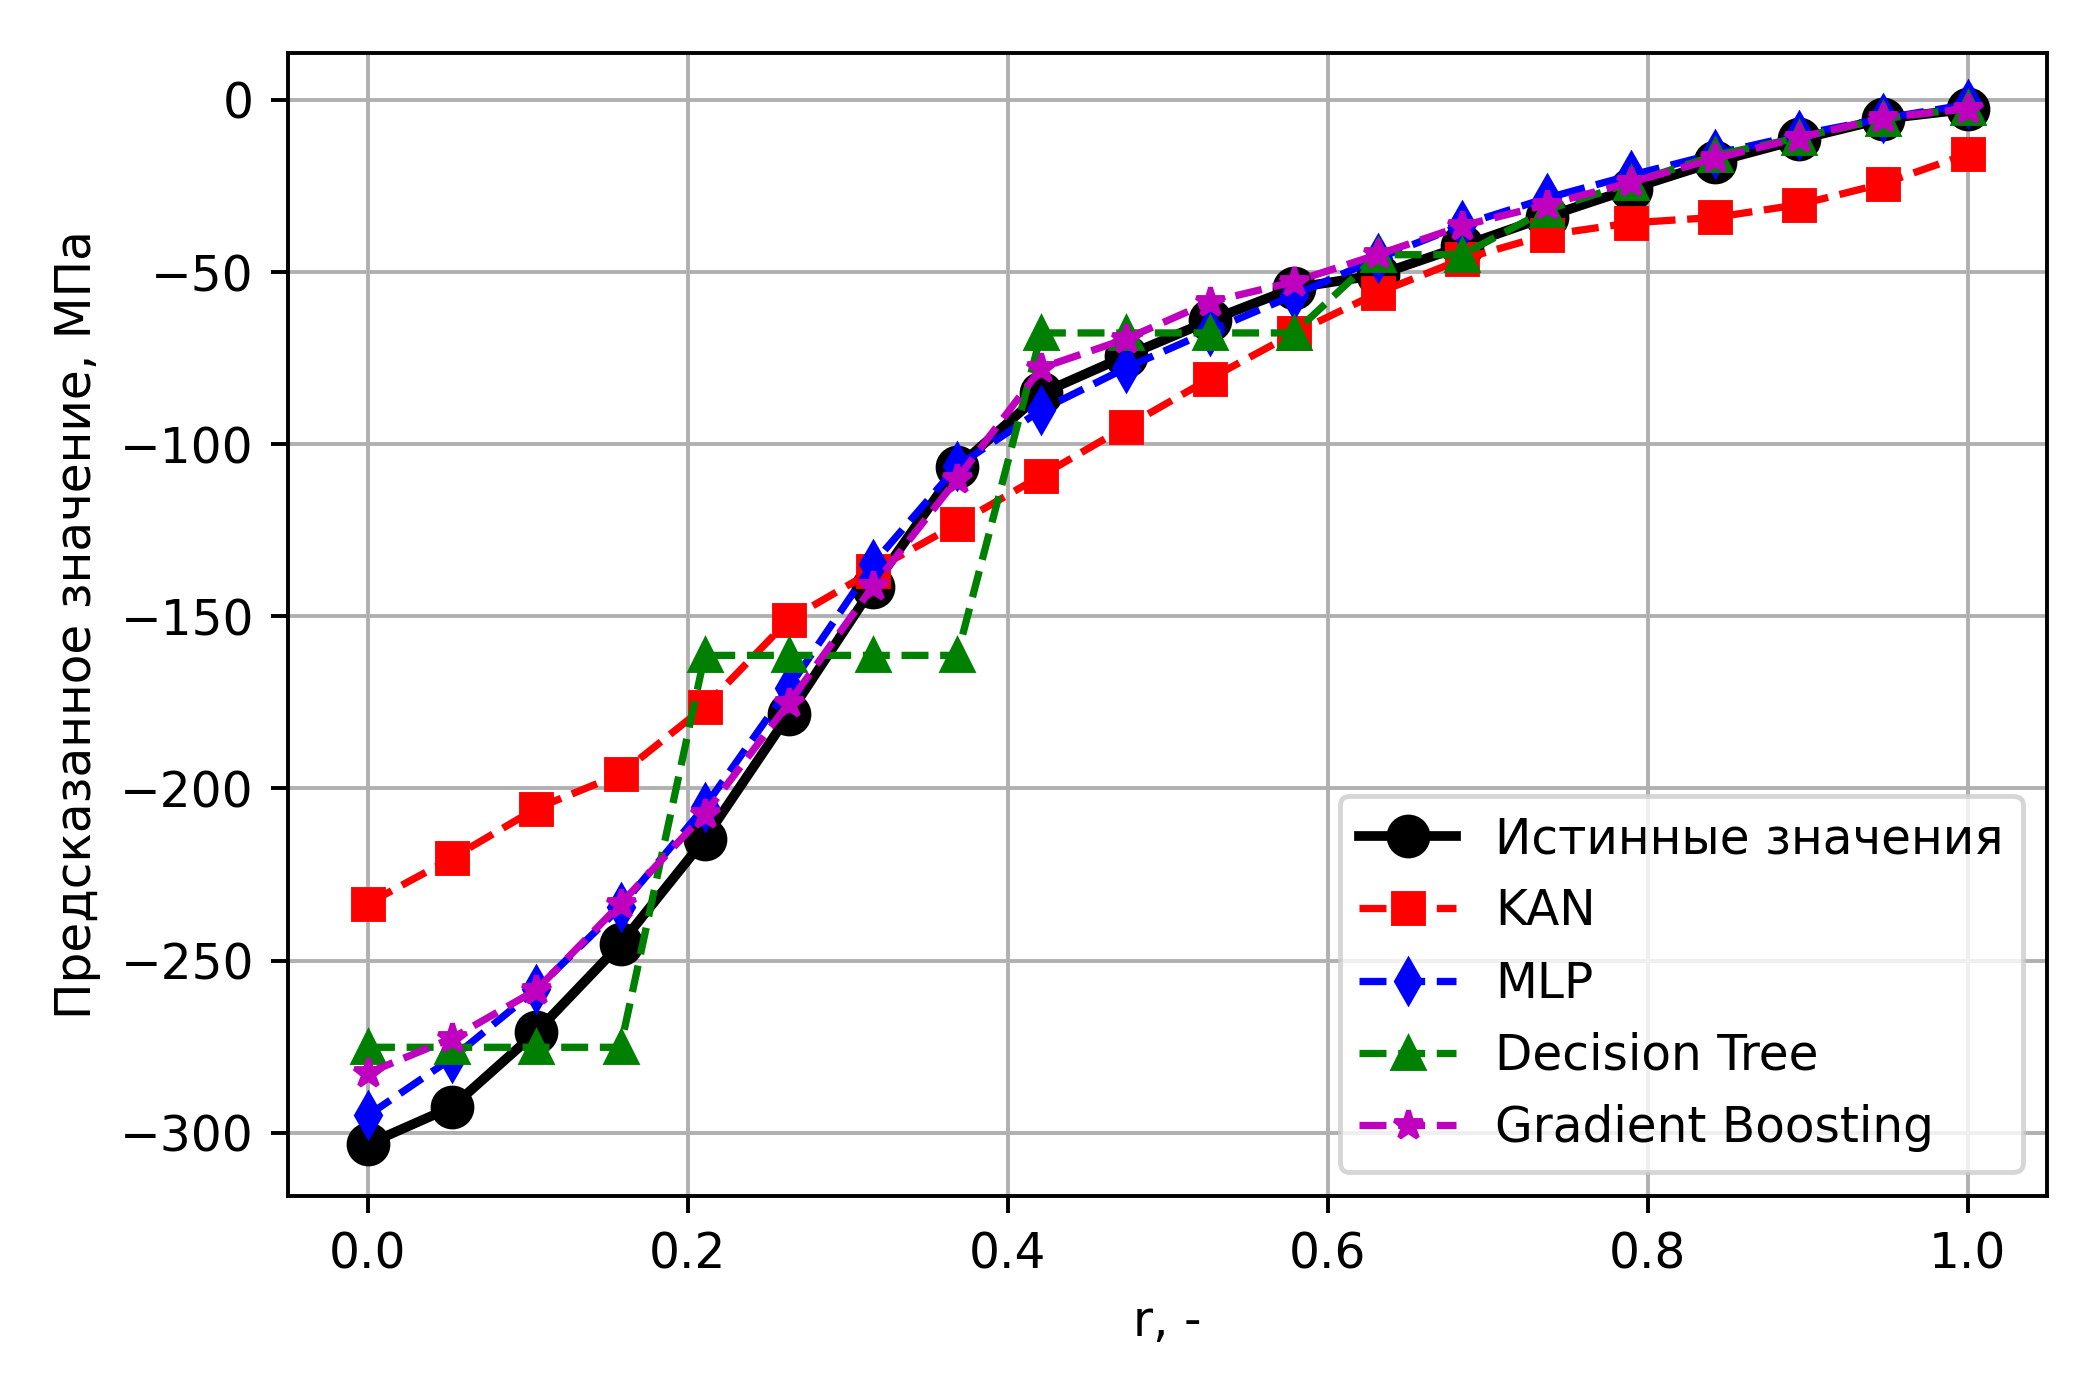 Предсказанное значение, МПа
0
−50
−100
−150
−200
−250
−300
0.0 0.2 0.4 0.6 0.8 1.0
r, -
Истинные значения
KAN
MLP
Decision Tree
Gradient Boosting